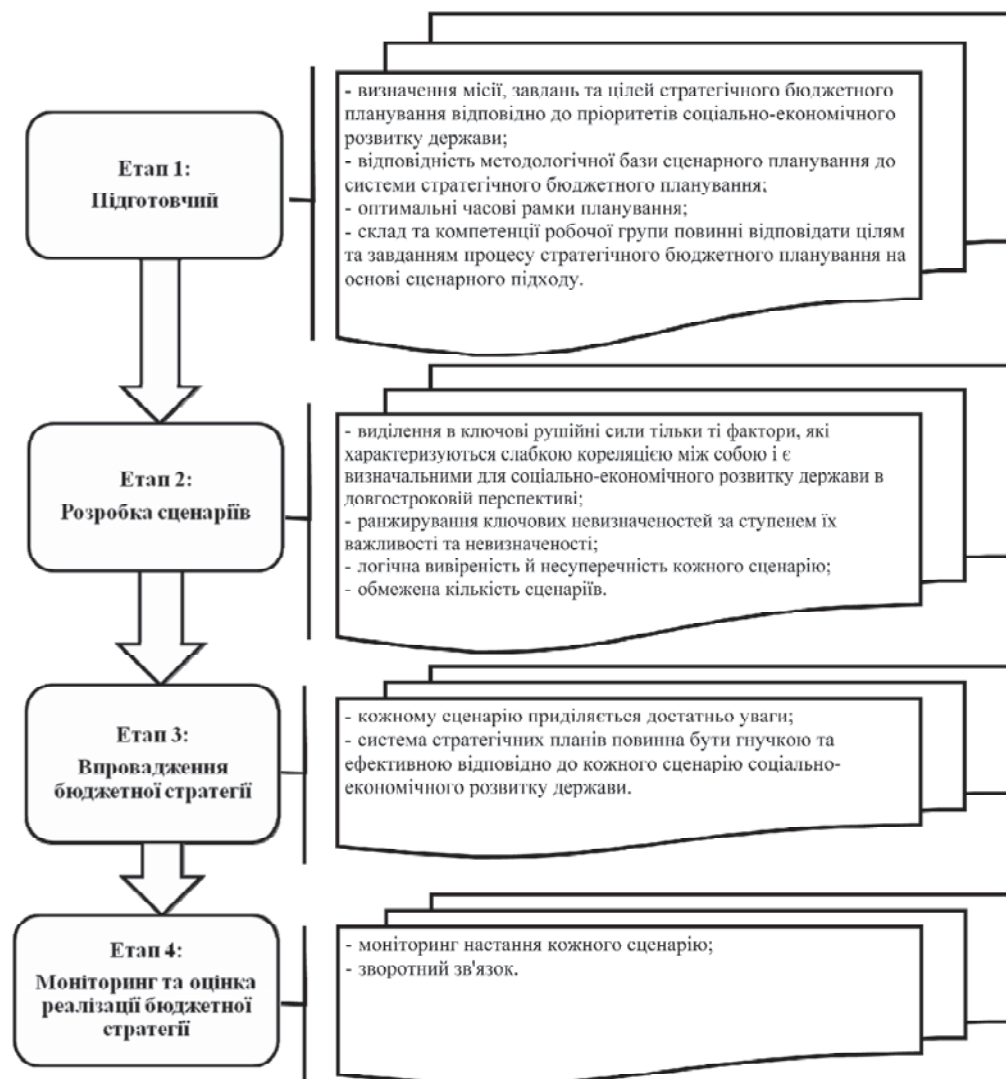 Етап 1:
Підготовчий
- визначення місії, завдань та цілей стратегічного бюджетного
планування відповідно до пріоритетів соціально-економічного
розвитку держави;
- відповідність методологічної бази сценарного планування до
системи стратегічного бюджетного планування;
- оптимальні часові рамки планування;
- склад та компетенції робочої групи повинні відповідати цілям
та завданням процесу стратегічного бюджетного планування на
основі сценарного підходу.
Етап 2:
Розробка сценаріїв
- виділення в ключові рушійні сили тільки ті фактори, які
характеризуються слабкою кореляцією між собою і є
визначальними для соціально-економічного розвитку держави в
довгостроковій перспективі;
- ранжирування ключових невизначеностей за ступенем їх
важливості та невизначеності;
- логічна вивіреність й несуперечність кожного сценарію;
- обмежена кількість сценаріїв.
Етап 3:
Впровадження
бюджетної стратегії
- кожному сценарію приділяється достатньо уваги;
- система стратегічних планів повинна бути гнучкою та
ефективною відповідно до кожного сценарію соціально-
економічного розвитку держави.
Етап 4:
Моніторинг та оцінка
реалізації бюджетної
стратегії
- моніторинг настання кожного сценарію;
- зворотний зв'язок.